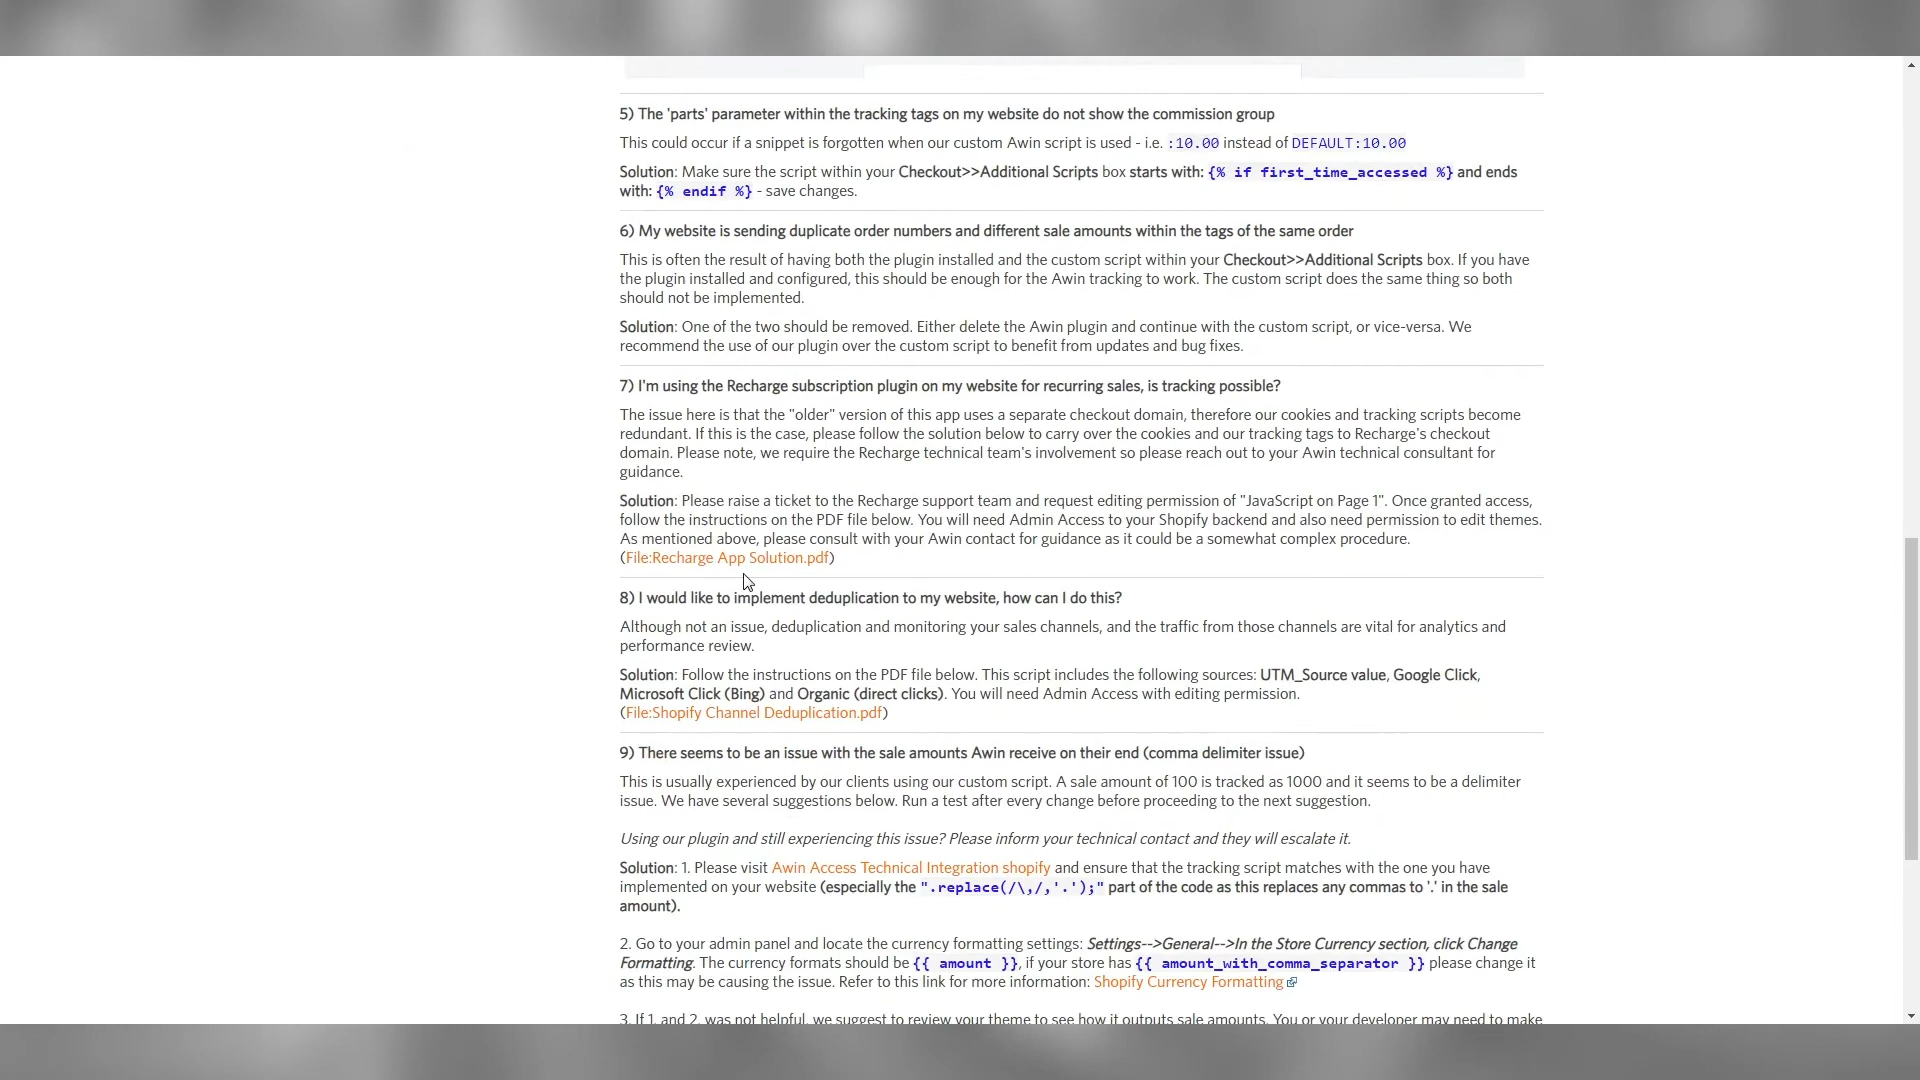 5) The 'parts' parameter within the tracking tags on my website do not show the commission group
This could occur if a snippet is forgotten when our custom Awin script is used - i.e. :10.00 instead of DEFAULT:10.00
Solution: Make sure the script within your Checkout>>Additional Scripts box starts with: {% if first_time_accessed %} and ends
with: {% endif %} - save changes.
6) My website is sending duplicate order numbers and different sale amounts within the tags of the same order
This is often the result of having both the plugin installed and the custom script within your Checkout>>Additional Scripts box. If you have
the plugin installed and configured, this should be enough for the Awin tracking to work. The custom script does the same thing so both
should not be implemented.
Solution: One of the two should be removed. Either delete the Awin plugin and continue with the custom script, or vice-versa. We
recommend the use of our plugin over the custom script to benefit from updates and bug fixes.
7) I'm using the Recharge subscription plugin on my website for recurring sales, is tracking possible?
The issue here is that the "older" version of this app uses a separate checkout domain, therefore our cookies and tracking scripts become
redundant. If this is the case, please follow the solution below to carry over the cookies and our tracking tags to Recharge's checkout
domain. Please note, we require the Recharge technical team's involvement so please reach out to your Awin technical consultant for
guidance.
Solution: Please raise a ticket to the Recharge support team and request editing permission of "JavaScript on Page 1". Once granted access,
follow the instructions on the PDF file below. You will need Admin Access to your Shopify backend and also need permission to edit themes.
As mentioned above, please consult with your Awin contact for guidance as it could be a somewhat complex procedure.
(File:Recharge App Solution.pdf)
8) I would like to implement deduplication to my website, how can I do this?
Although not an issue, deduplication and monitoring your sales channels, and the traffic from those channels are vital for analytics and
performance review.
Solution: Follow the instructions on the PDF file below. This script includes the following sources: UTM_Source value, Google Click,
Microsoft Click (Bing) and Organic (direct clicks). You will need Admin Access with editing permission.
(File:Shopify Channel Deduplication.pdf)
9) There seems to be an issue with the sale amounts Awin receive on their end (comma delimiter issue)
This is usually experienced by our clients using our custom script. A sale amount of 100 is tracked as 1000 and it seems to be a delimiter
issue. We have several suggestions below. Run a test after every change before proceeding to the next suggestion.
Using our plugin and still experiencing this issue? Please inform your technical contact and they will escalate it.
Solution: 1. Please visit Awin Access Technical Integration shopify and ensure that the tracking script matches with the one you have
implemented on your website (especially the ".replace(/\,/,'.');" part of the code as this replaces any commas to '.' in the sale
amount).
2. Go to your admin panel and locate the currency formatting settings: Settings-->General-->In the Store Currency section, click Change
Formatting. The currency formats should be {{ amount }}, if your store has {{ amount_with_comma_separator }} please change it
as this may be causing the issue. Refer to this link for more information: Shopify Currency Formatting
3. If 1. and 2. was not helpful, we suggest to review your theme to see how it outputs sale amounts. You or your developer may need to make